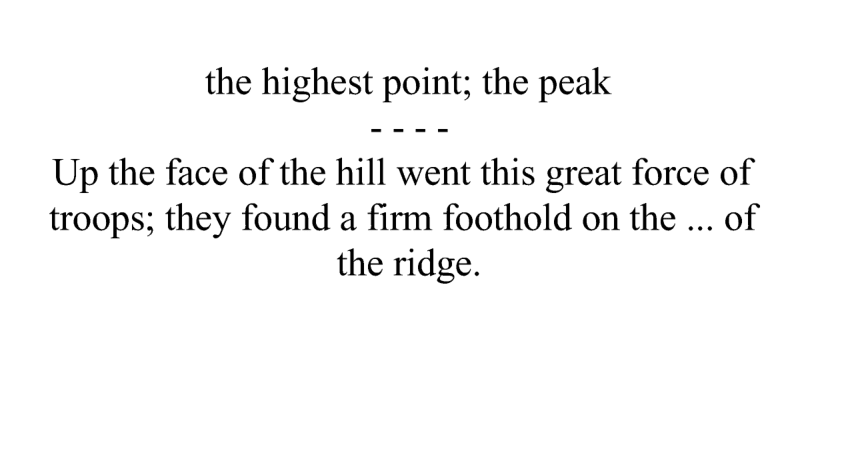 the highest point; the peak
- - - -
Up the face of the hill went this great force of
troops; they found a firm foothold on the ... of
the ridge.